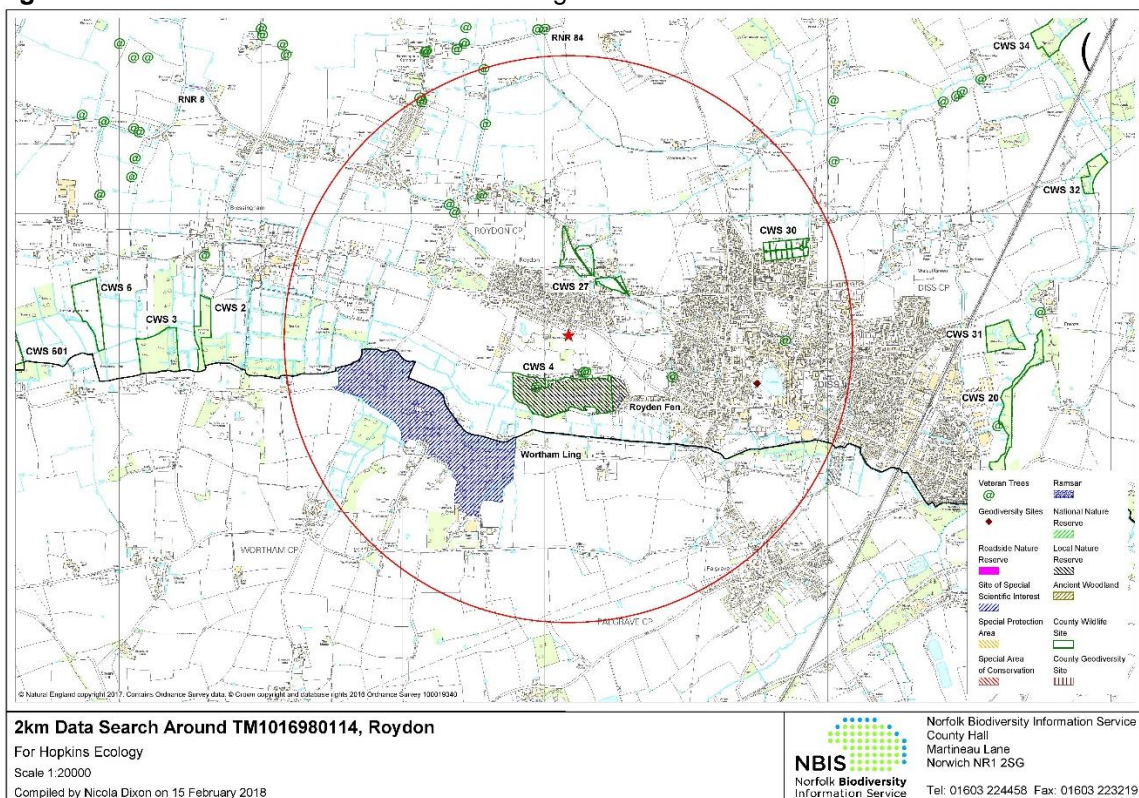 RNR 84
CWS 34
RNR 8
CWS 32
Bressingham
ROYDON CP
Roydon
CWS 30
DISS CP
CWS 27
CWS 6
CWS 3
CWS 2
CWS 31
CWS 601
CWS 4
Royden Fen
DISS
CWS 20
Wortham Ling
WORTHAM CP
Palgrave
PALGRAVE CP
Veteran Trees
@
Geodiversity Sites
Roadside Nature
Reserve
Site of Special
Scientific Interest
Special Protection
Area
Special Area
of Conservation
Ramsar
National Nature
Reserve
Local Nature
Reserve
Ancient Woodland
County Wildlife
Site
County Geodiversity
Site
© Natural England copyright 2017. Contains Ordnance Survey data. © Crown copyright and database rights 2016 Ordnance Survey 100019340
2km Data Search Around TM1016980114, Roydon
For Hopkins Ecology
Scale 1:20000
Compiled by Nicola Dixon on 15 February 2018
NBIS
Norfolk Biodiversity
Information Service
Norfolk Biodiversity Information Service
County Hall
Martineau Lane
Norwich NR1 2SG
Tel: 01603 224458 Fax: 01603 223219